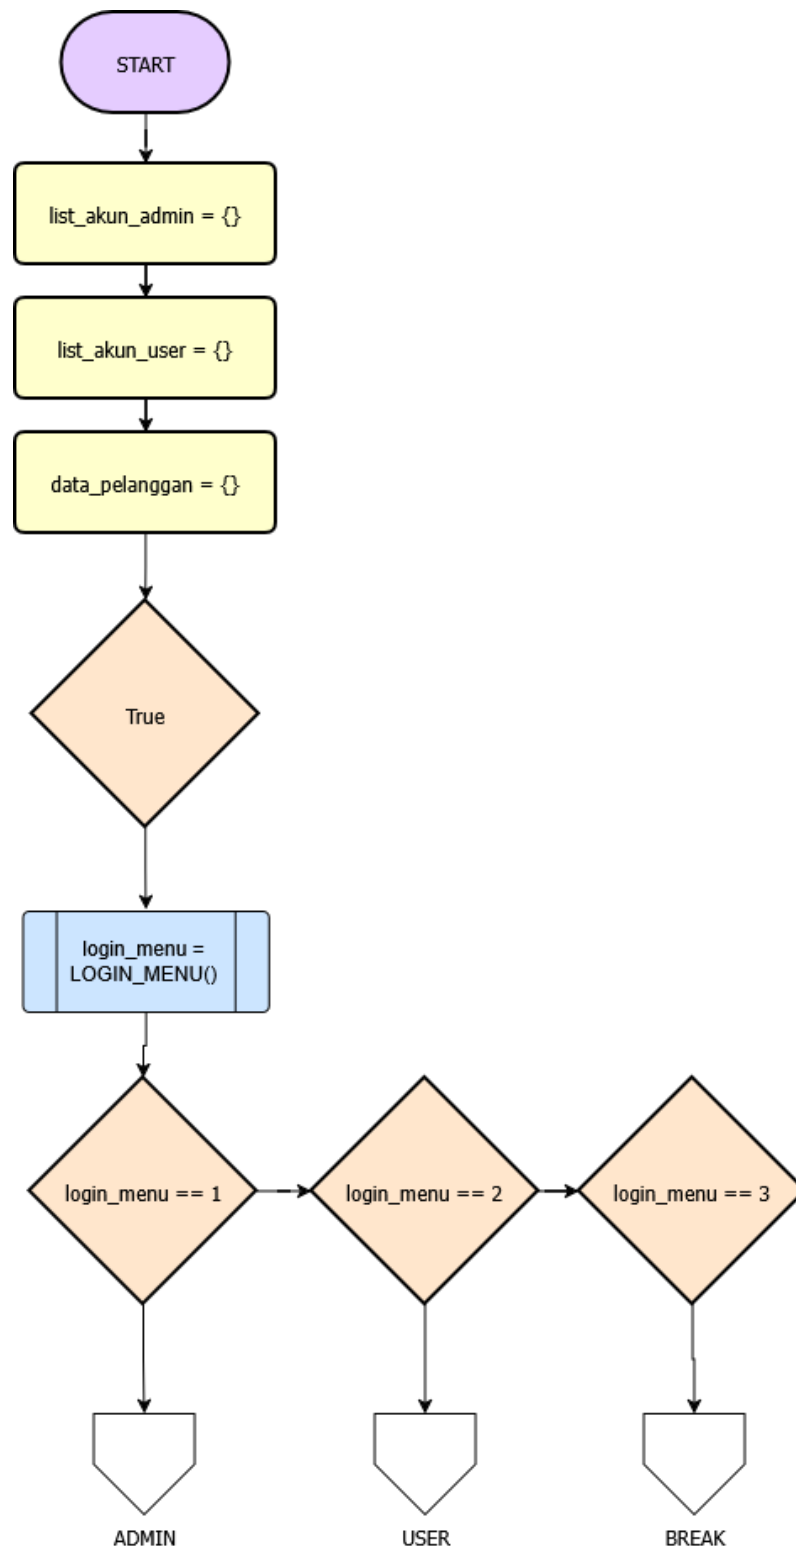 START
list_akun_admin = {}
list_akun_user = {}
data_pelanggan = {}
True
login_menu =
LOGIN_MENU()
login_menu == 1
login_menu == 2
login_menu == 3
ADMIN
USER
BREAK